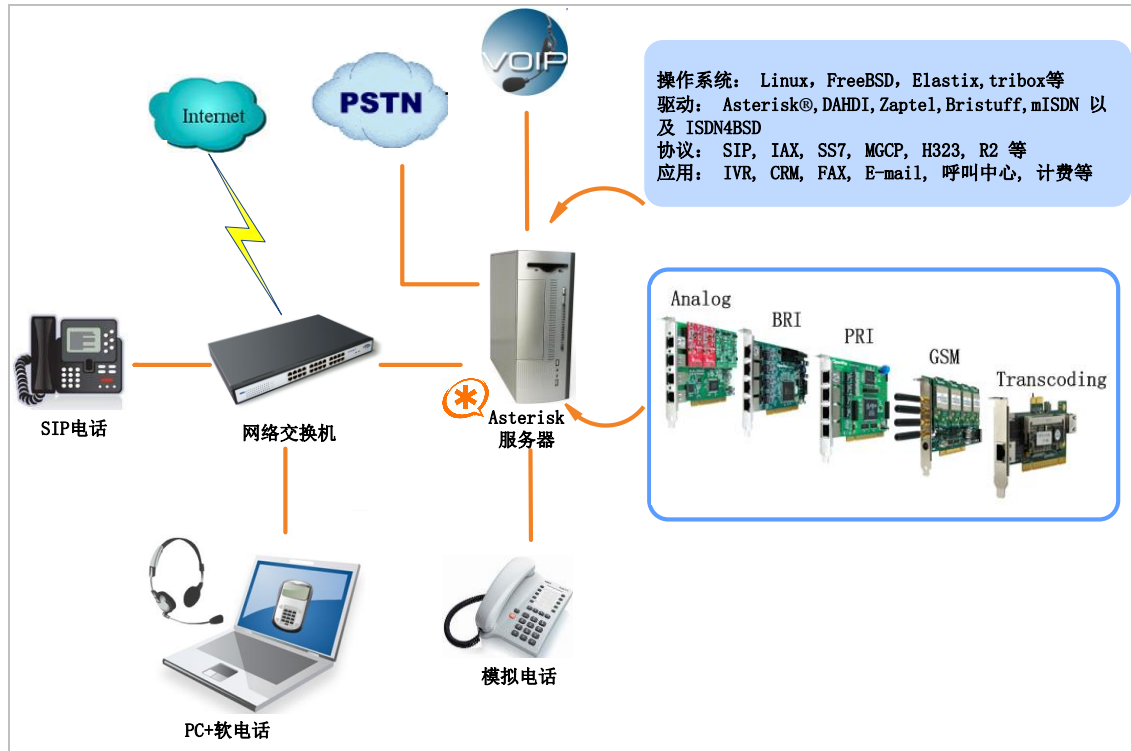 VOIP
PSTN
Internet
操作系统： Linux, FreeBSD, Elastix,tribox等
驱动： Asterisk®,DAHDI,Zaptel,Bristuff,mISDN 以
及 ISDN4BSD
协议： SIP, IAX, SS7, MGCP, H323, R2 等
应用： IVR, CRM, FAX, E-mail, 呼叫中心, 计费等
Analog
BRI
PRI
GSM
Transcoding
SIP电话
网络交换机
Asterisk
服务器
模拟电话
PC+软电话